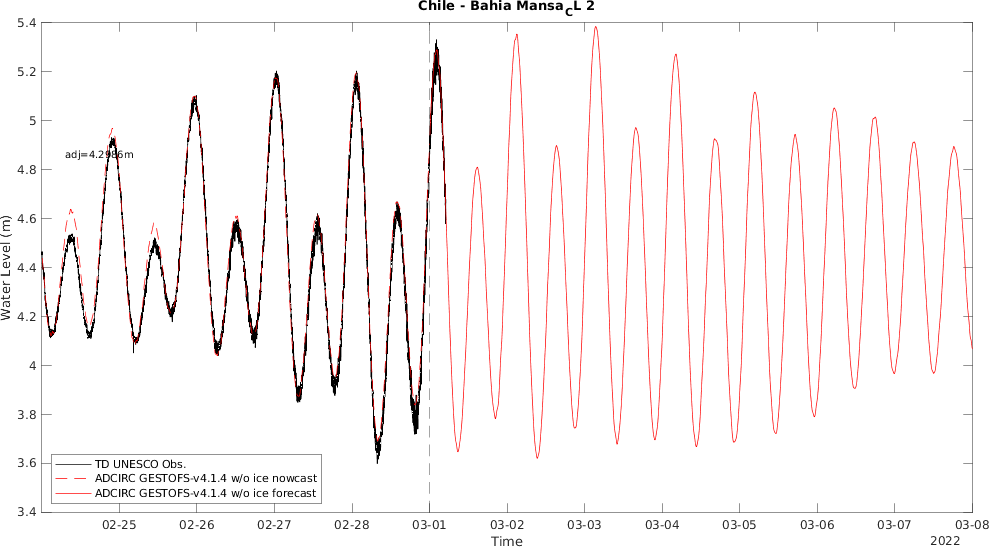 Chile - Bahia Mansa_CL 2
5.4
5.2
5
4.8
4.6
4.4
4.2
4
3.8
3.6
3.4
Water Level (m)
adj=4.2986m
TD UNESCO Obs.
ADCIRC GESTOFS-v4.1.4 w/o ice nowcast
ADCIRC GESTOFS-v4.1.4 w/o ice forecast
02-25 02-26 02-27 02-28 03-01 03-02 03-03 03-04 03-05 03-06 03-07 03-08
Time
2022